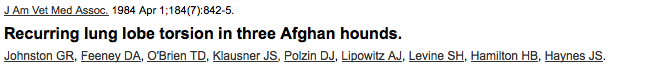 J Am Vet Med Assoc. 1984 Apr 1;184(7):842-5.
Recurring lung lobe torsion in three Afghan hounds.
Johnston GR, Feeney DA, O'Brien TD, Klausner JS, Polzin DJ, Lipowitz AJ, Levine SH, Hamilton HB, Haynes JS.